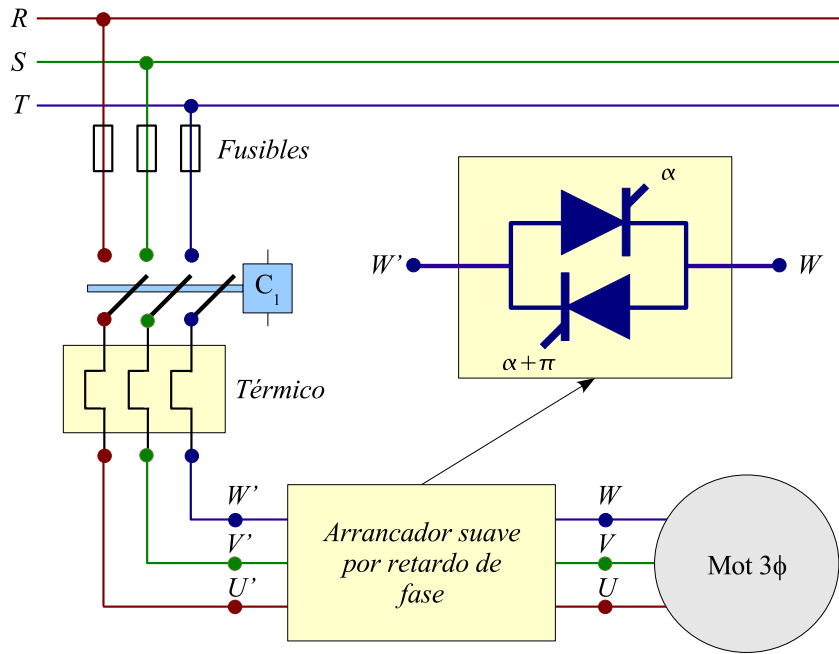 R
S
T
Fusibles
α
W’
W
α+π
C1
Térmico
W’
V’
U’
Arrancador suave
por retardo de
fase
W
V
U
Mot 3ϕ